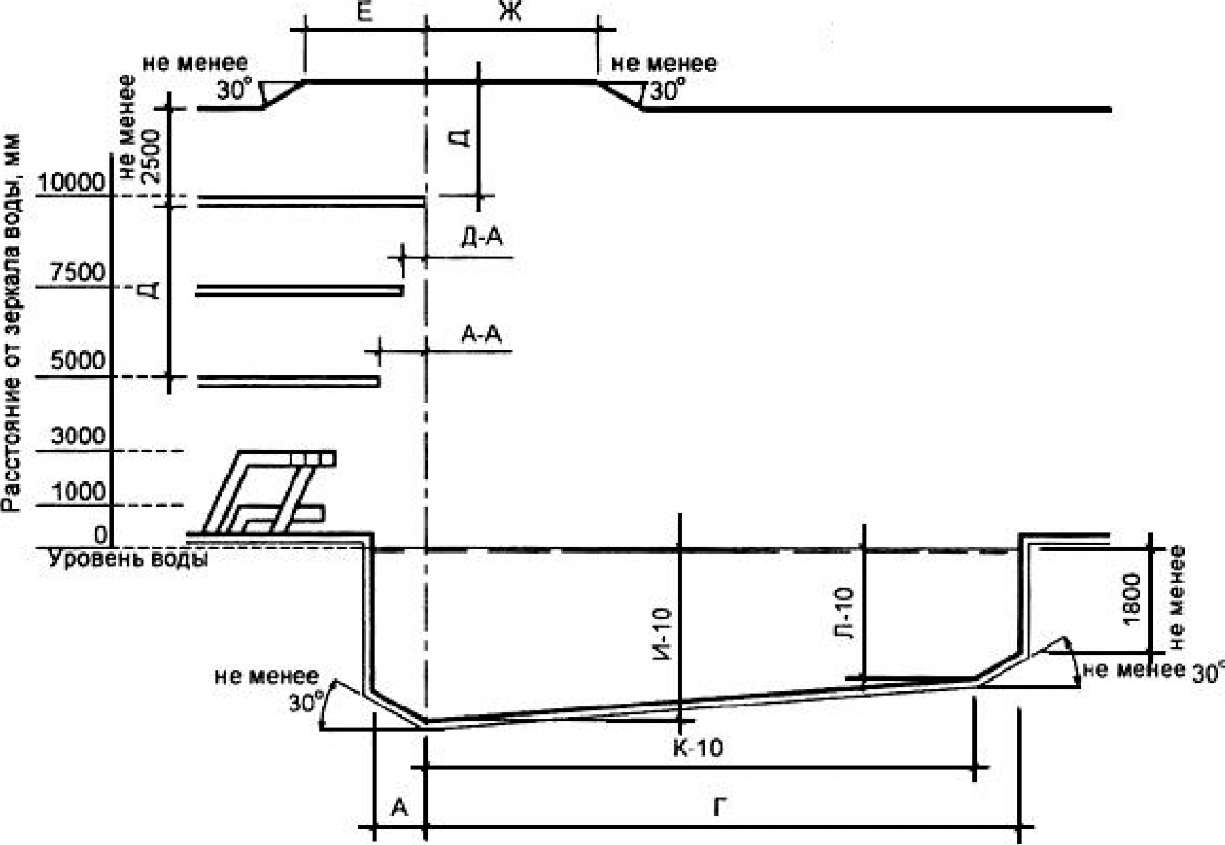 Е Ж
не менее
30°
не менее
30°
не менее
2500
Д
Расстояние от зеркала воды, мм
10000
Д-А
7500
Д
А-А
5000
3000
1000
0
Уровень воды
И-10
Л-10
1800
не менее
не менее
30°
не менее 30°
К-10
А Г